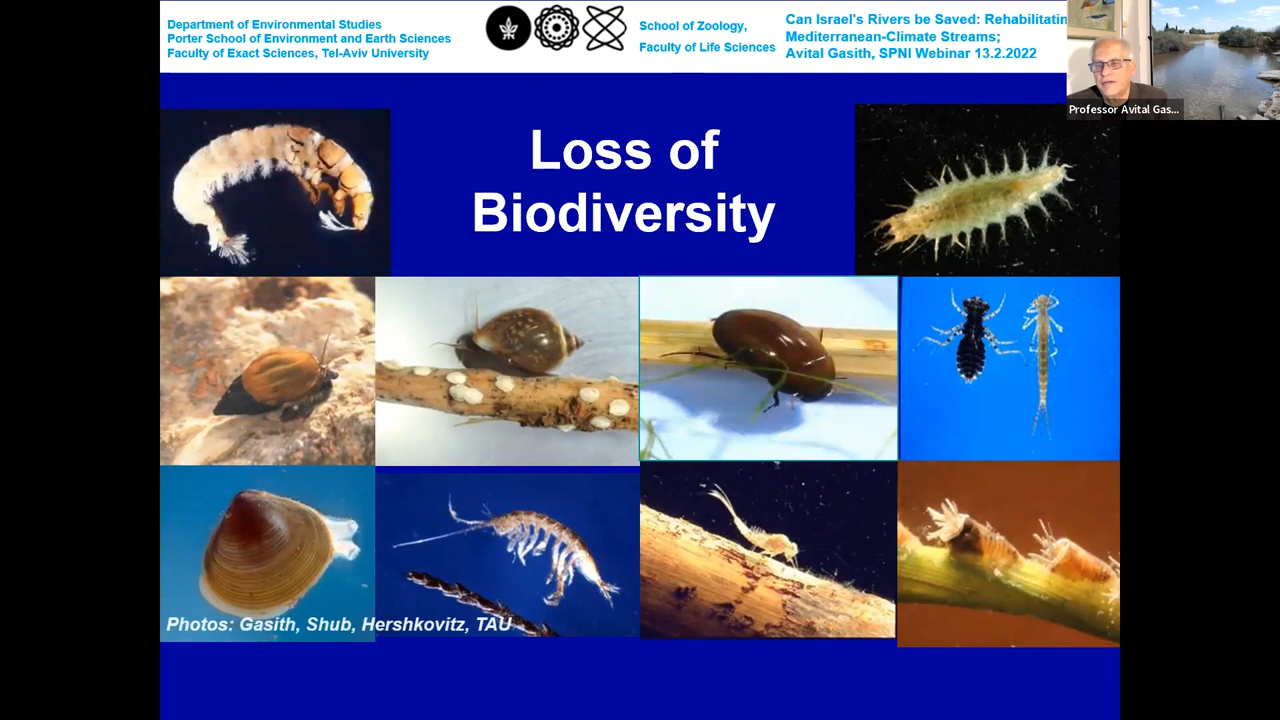 Department of Environmental Studies
Porter School of Environment and Earth Sciences
Faculty of Exact Sciences, Tel-Aviv University
School of Zoology,
Faculty of Life Sciences
Can Israel's Rivers be Saved: Rehabilitatin
Mediterranean-Climate Streams;
Avital Gasith, SPNI Webinar 13.2.2022
Professor Avital Gas...
Loss of
Biodiversity
Photos: Gasith, Shub, Hershkovitz, TAU